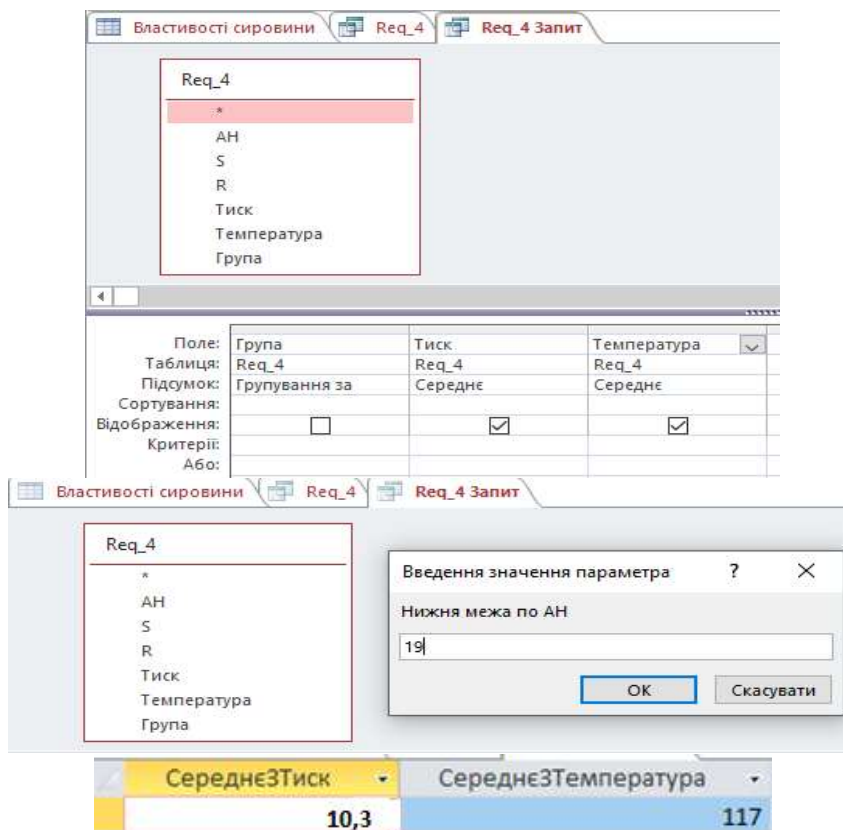 Властивості сировини Req_4 Req_4 Запит
Req_4
*
АН
S
R
Тиск
Температура
Група
Поле: Група Тиск Температура
Таблиця: Req_4 Req_4 Req_4
Підсумок: Групування за Середнє Середнє
Сортування:
Відображення:
Критерії:
Або:
Властивості сировини Req_4 Req_4 Запит
Req_4
*
АН
S
R
Тиск
Температура
Група
Введення значення параметра ?
Нижня межа по АН
19
ОК Скасувати
СереднєЗТиск СереднєЗТемпература
10,3 117